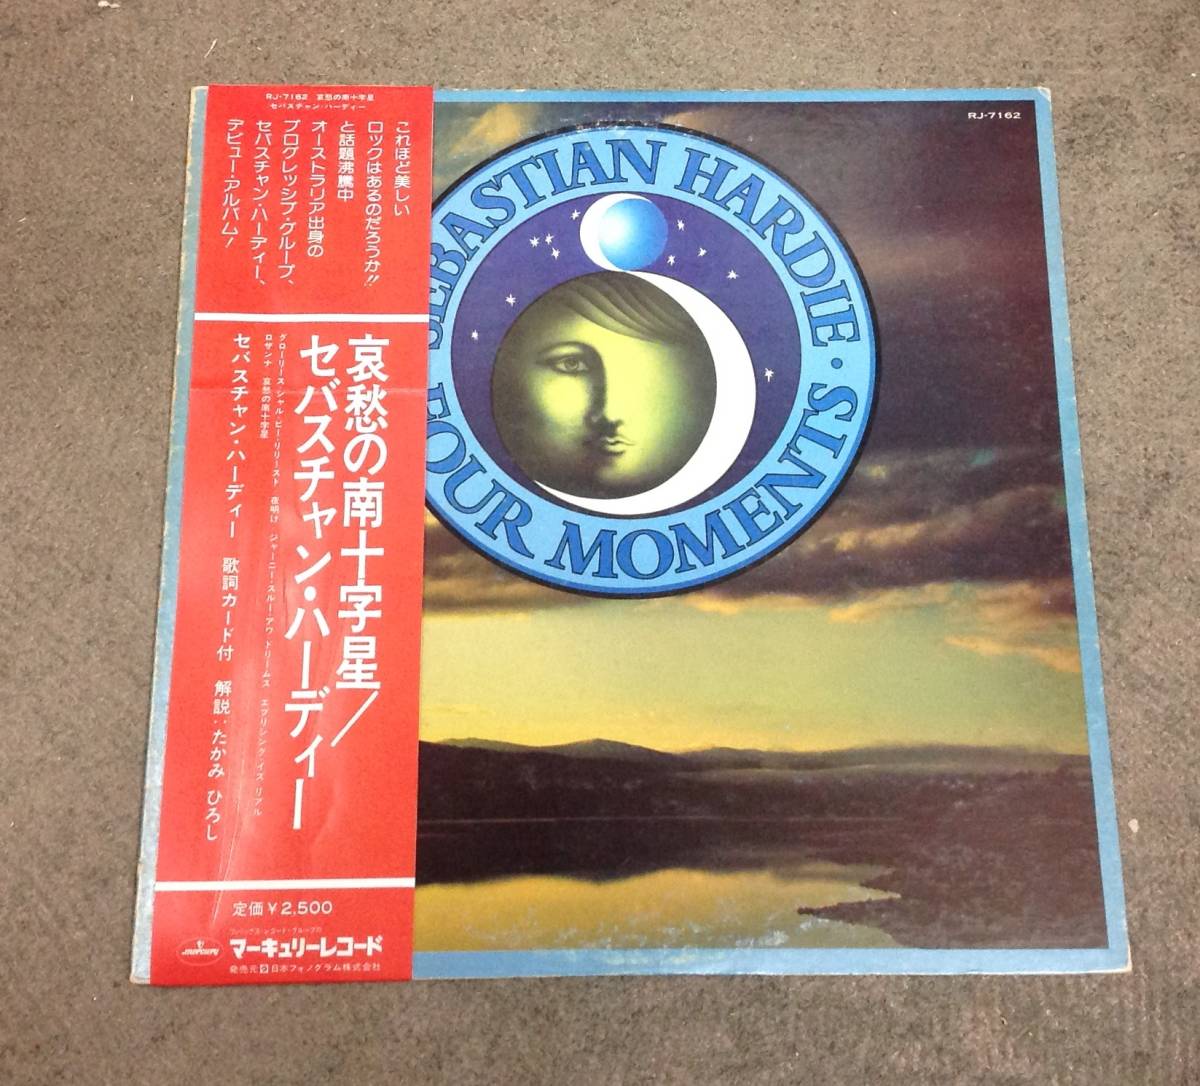 RJ-7162 哀愁の南十字星
セバスチャン・ハーディー
これほど美しい
ロックはあるのだろうか!!
と話題沸騰中
オーストラリア出身の
プログレッシブ・グループ、
セバスチャン・ハーディー、
デビュー・アルバム!
哀愁の南十字星/
セバスチャン・ハーディー
グローリース・シャル・ビー・リリースト 夜明け ジャーニー・スルー・アワ ドリームス エブリシング・イズ リアル
ロザンナ 哀愁の南十字星
セバスチャン・ハーディー 歌詞カード付 解説:たかみ ひろし
定価¥2,500
mercury
マーキュリーレコード
発売元 日本フォノグラム株式会社
RJ-7162
SEBASTIAN HARDIE・
FOUR MOMENTS